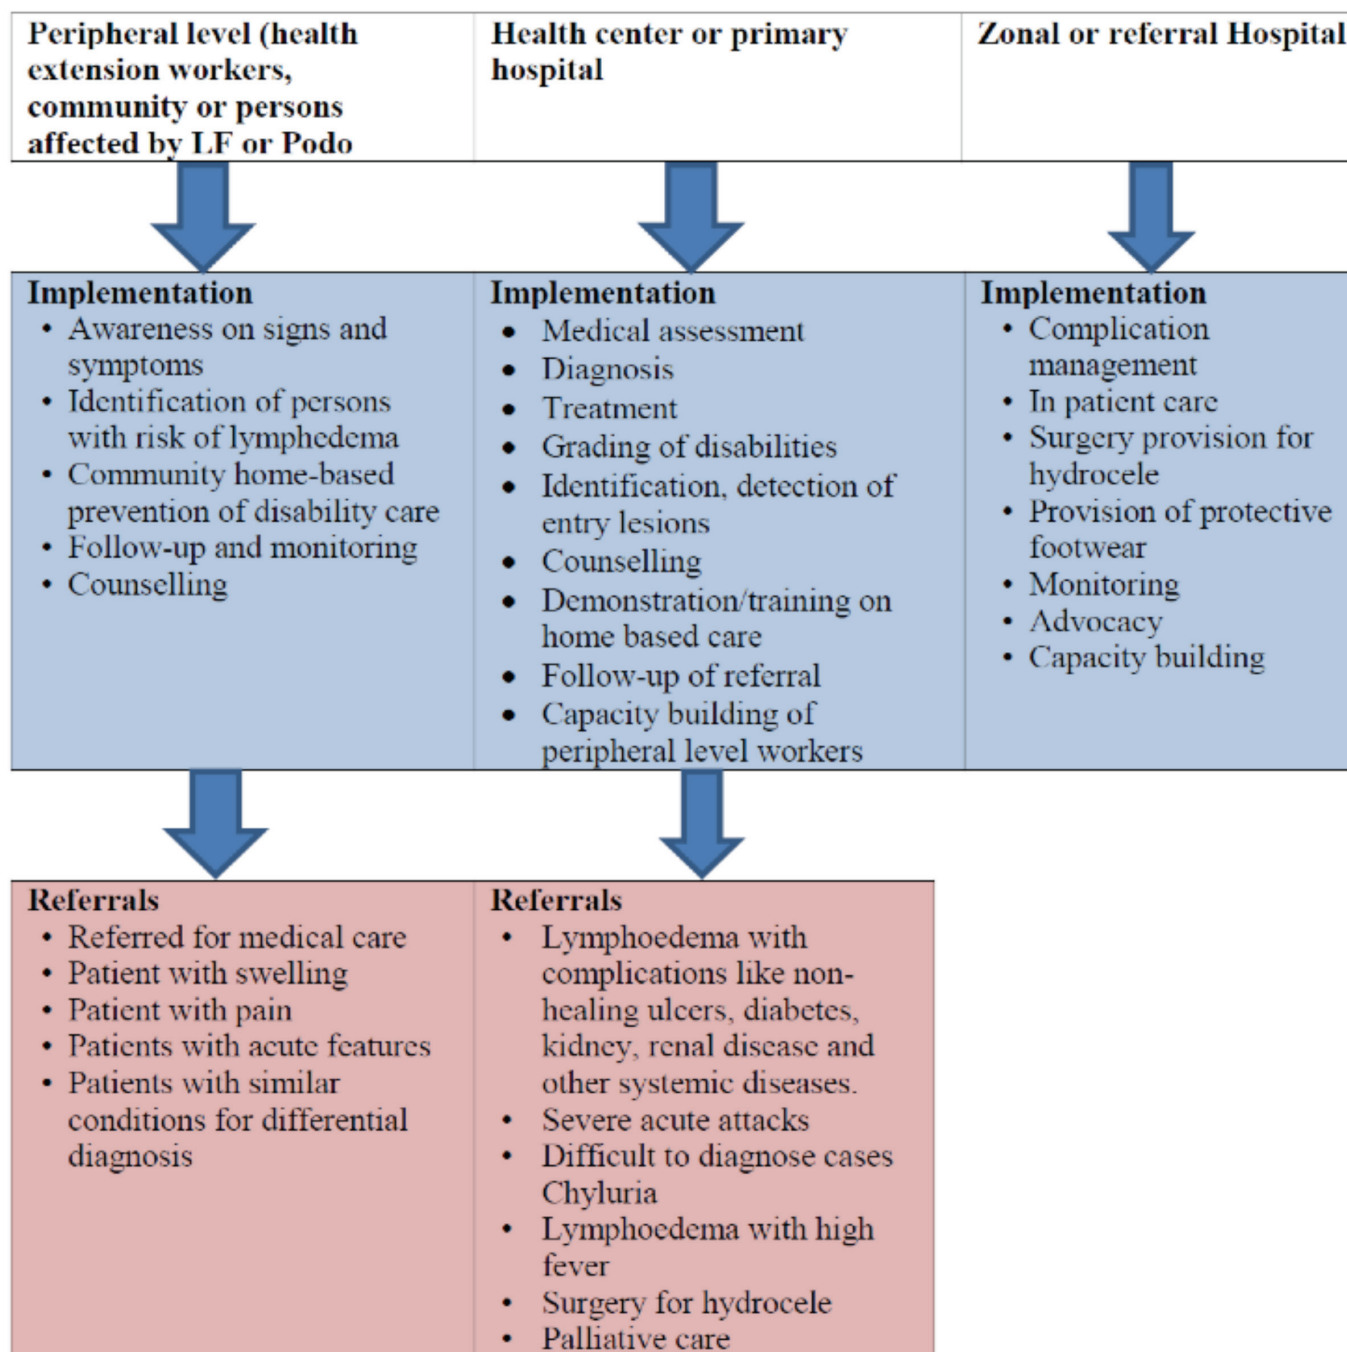 Peripheral level (health
extension workers,
community or persons
affected by LF or Podo
Health center or primary
hospital
Zonal or referral Hospital
Implementation
• Awareness on signs and
symptoms
• Identification of persons
with risk of lymphedema
• Community home-based
prevention of disability care
• Follow-up and monitoring
• Counselling
Implementation
• Medical assessment
• Diagnosis
• Treatment
• Grading of disabilities
• Identification, detection of
entry lesions
• Counselling
• Demonstration/training on
home based care
• Follow-up of referral
• Capacity building of
peripheral level workers
Implementation
• Complication
management
• In patient care
• Surgery provision for
hydrocele
• Provision of protective
footwear
• Monitoring
• Advocacy
• Capacity building
Referrals
• Referred for medical care
• Patient with swelling
• Patient with pain
• Patients with acute features
• Patients with similar
conditions for differential
diagnosis
Referrals
• Lymphoedema with
complications like non-
healing ulcers, diabetes,
kidney, renal disease and
other systemic diseases.
• Severe acute attacks
• Difficult to diagnose cases
Chyluria
• Lymphoedema with high
fever
• Surgery for hydrocele
• Palliative care